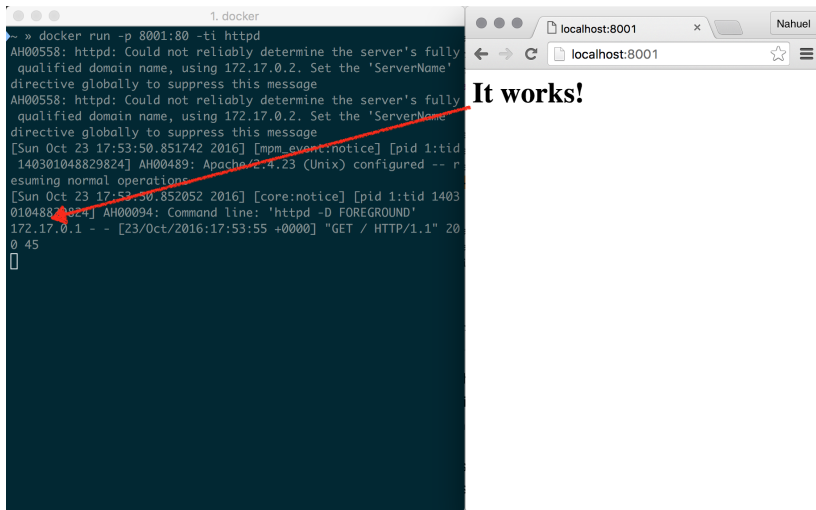 1. docker
~ » docker run -p 8001:80 -ti httpd
AH00558: httpd: Could not reliably determine the server's fully
qualified domain name, using 172.17.0.2. Set the 'ServerName'
directive globally to suppress this message
AH00558: httpd: Could not reliably determine the server's fully
qualified domain name, using 172.17.0.2. Set the 'ServerName'
directive globally to suppress this message
[Sun Oct 23 17:53:50.851742 2016] [mpm_event:notice] [pid 1:tid
140301048829824] AH00489: Apache/2.4.23 (Unix) configured -- r
esuming normal operations
[Sun Oct 23 17:53:50.852052 2016] [core:notice] [pid 1:tid 1403
01048829824] AH00094: Command line: 'httpd -D FOREGROUND'
172.17.0.1 - - [23/Oct/2016:17:53:55 +0000] "GET / HTTP/1.1" 20
0 45
localhost:8001
Nahuel
localhost:8001
It works!